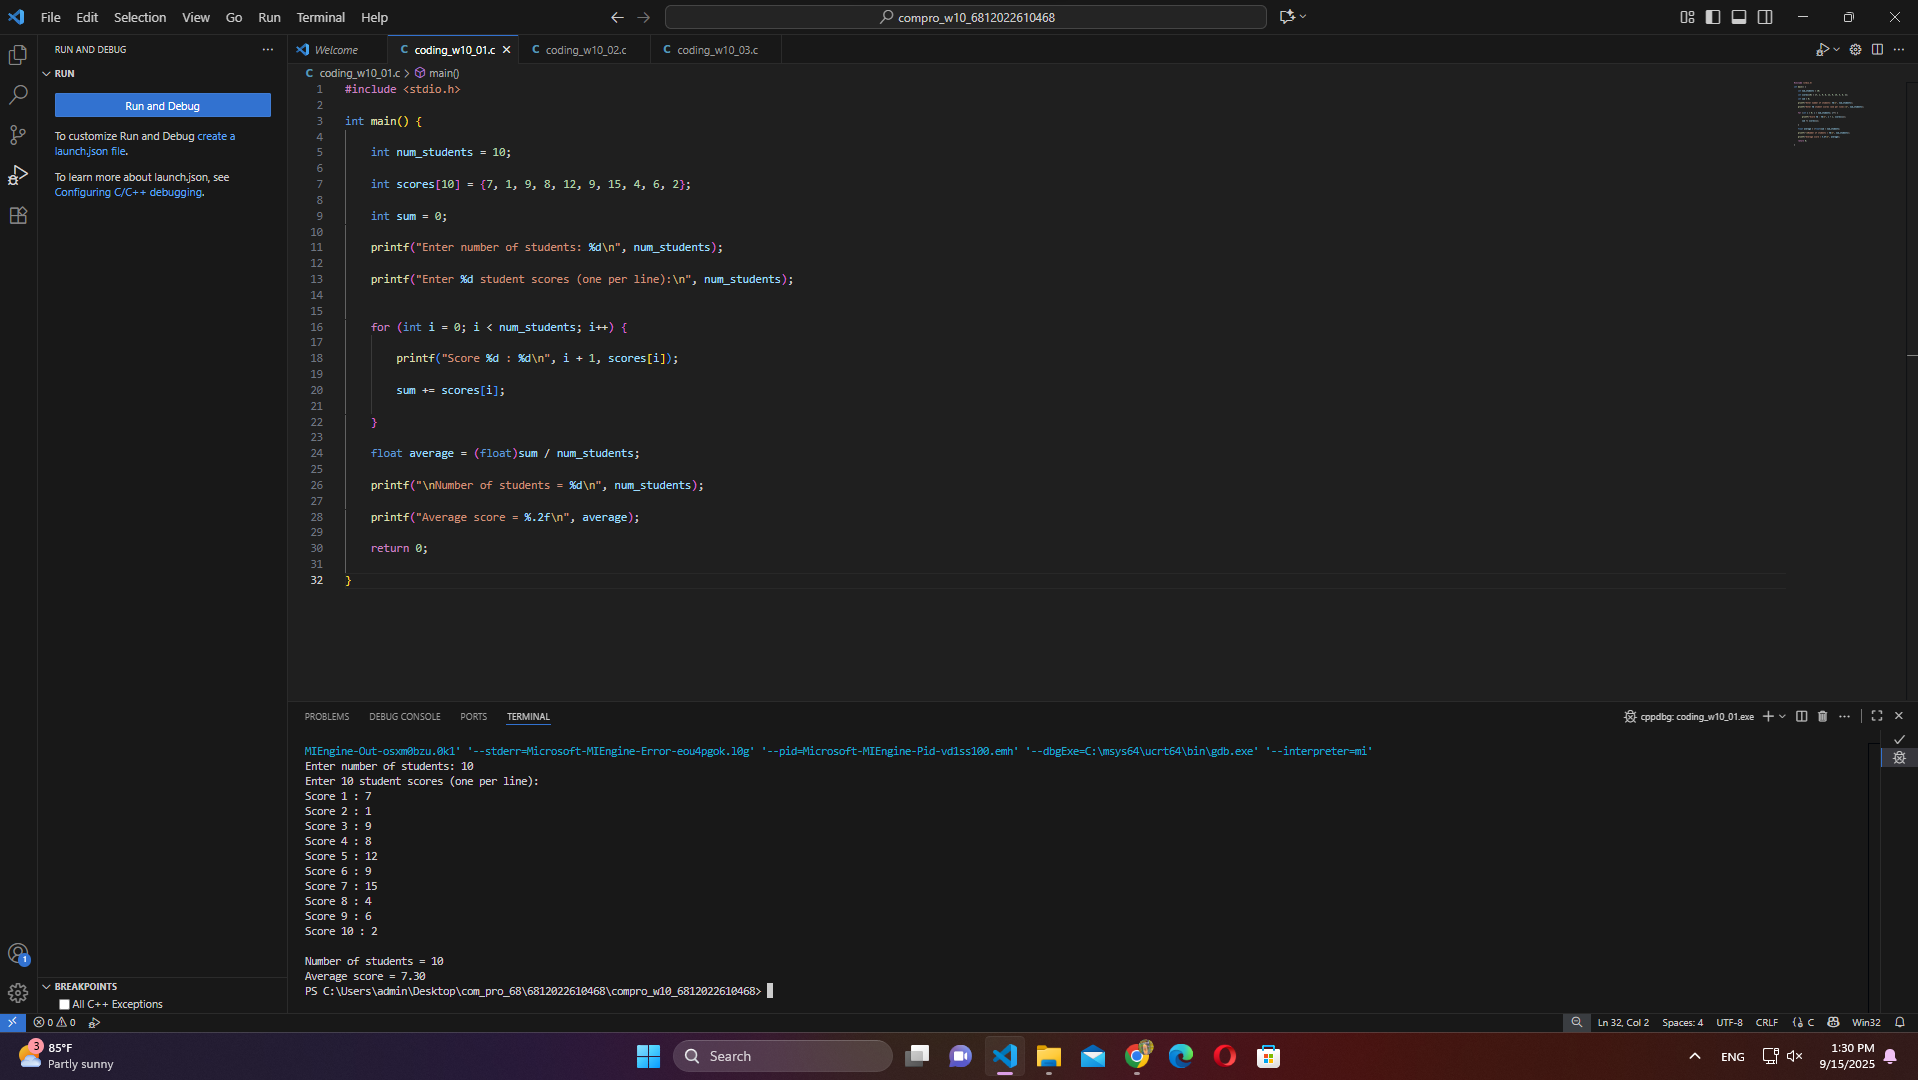 File Edit Selection View Go Run Terminal Help
compro_w10_6812022610468
RUN AND DEBUG
RUN
Run and Debug
To customize Run and Debug create a
launch.json file.
To learn more about launch.json, see
Configuring C/C++ debugging.
BREAKPOINTS
All C++ Exceptions
Welcome
C coding_w10_01.c
C coding_w10_02.c
C coding_w10_03.c
C coding_w10_01.c > main()
1 #include <stdio.h>
2
3 int main() {
4
5 int num_students = 10;
6
7 int scores[10] = {7, 1, 9, 8, 12, 9, 15, 4, 6, 2};
8
9 int sum = 0;
10
11 printf("Enter number of students: %d\n", num_students);
12
13 printf("Enter %d student scores (one per line):\n", num_students);
14
15
16 for (int i = 0; i < num_students; i++) {
17
18 printf("Score %d : %d\n", i + 1, scores[i]);
19
20 sum += scores[i];
21
22 }
23
24 float average = (float)sum / num_students;
25
26 printf("\nNumber of students = %d\n", num_students);
27
28 printf("Average score = %.2f\n", average);
29
30 return 0;
31
32 }
PROBLEMS DEBUG CONSOLE PORTS TERMINAL
cppdbg: coding_w10_01.exe
MIEngine-Out-osxm0bzu.0k1' '--stderr=Microsoft-MIEngine-Error-eou4pgok.l0g' '--pid=Microsoft-MIEngine-Pid-vd1ss100.emh' '--dbgExe=C:\msys64\ucrt64\bin\gdb.exe' '--interpreter=mi'
Enter number of students: 10
Enter 10 student scores (one per line):
Score 1 : 7
Score 2 : 1
Score 3 : 9
Score 4 : 8
Score 5 : 12
Score 6 : 9
Score 7 : 15
Score 8 : 4
Score 9 : 6
Score 10 : 2
Number of students = 10
Average score = 7.30
PS C:\Users\admin\Desktop\com_pro_68\6812022610468\compro_w10_6812022610468>
1
0 0
Ln 32, Col 2 Spaces: 4 UTF-8 CRLF {} C Win32
3
85°F
Partly sunny
Search
ENG
1:30 PM
9/15/2025